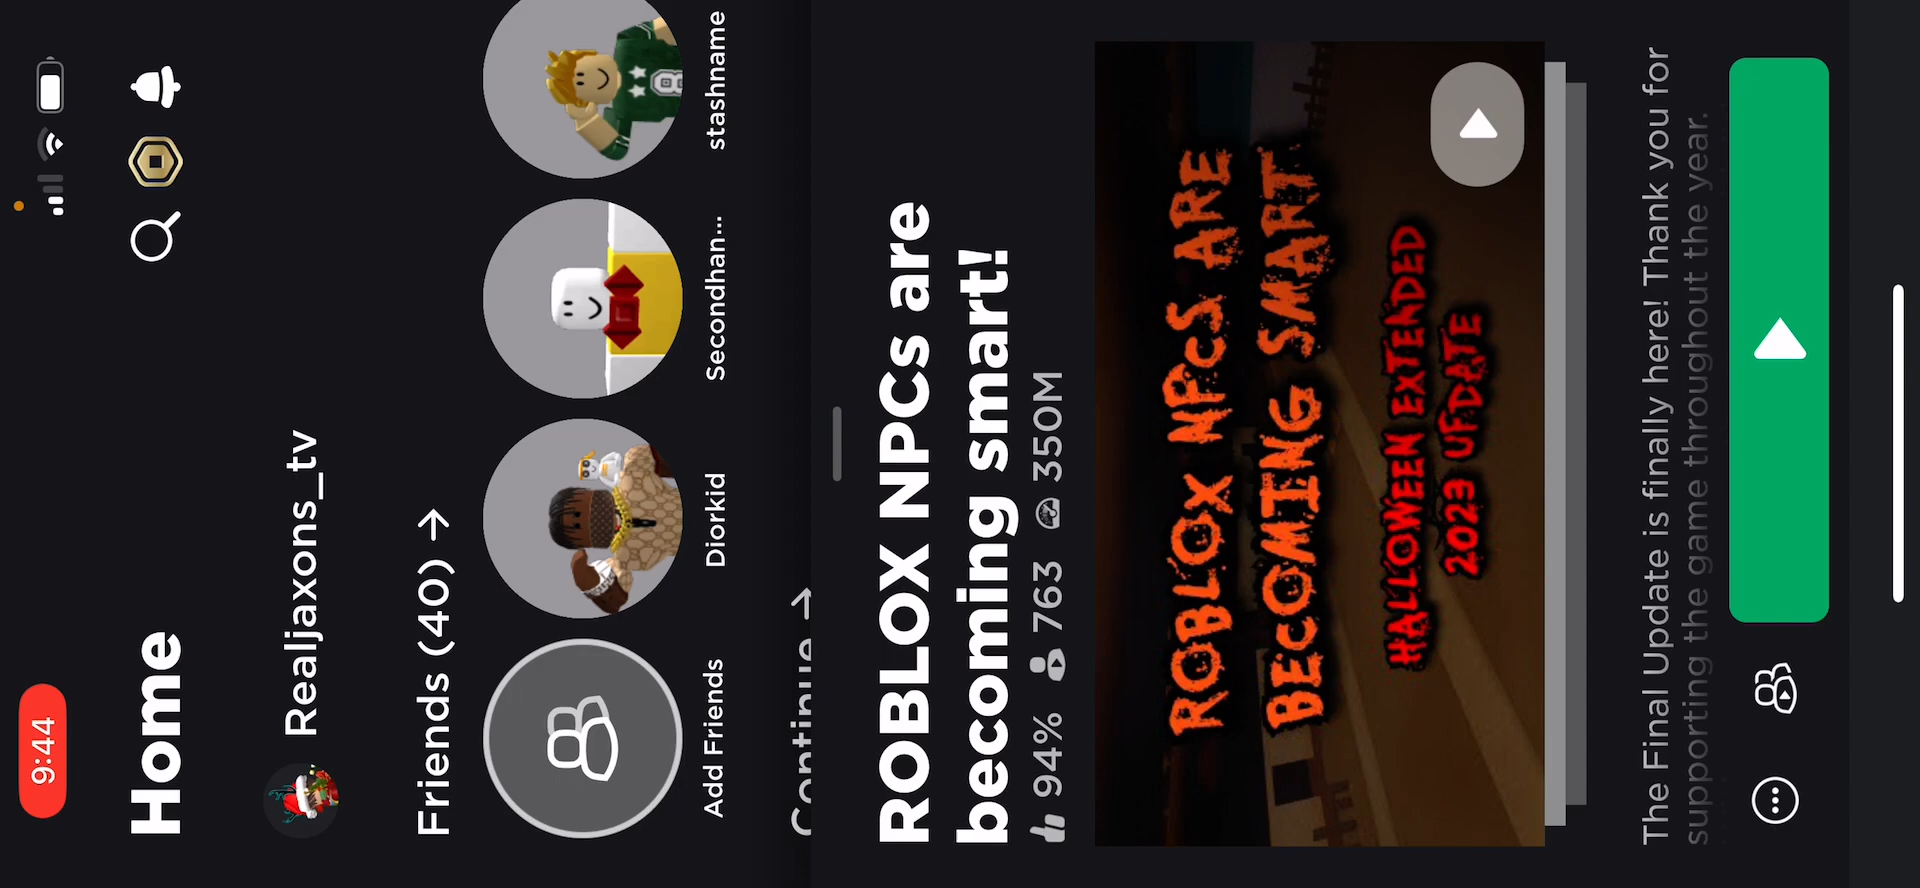 9:44
Home
Realjaxons_tv
Friends (40) →
Add Friends
Diorkid
Secondhan...
stashname
Continue →
ROBLOX NPCs are
becoming smart!
94% 763 350M
ROBLOX NPCs ARE
BECOMING SMART
HALLOWEEN EXTENDED
2023 UPDATE
The Final Update is finally here! Thank you for
supporting the game throughout the year.